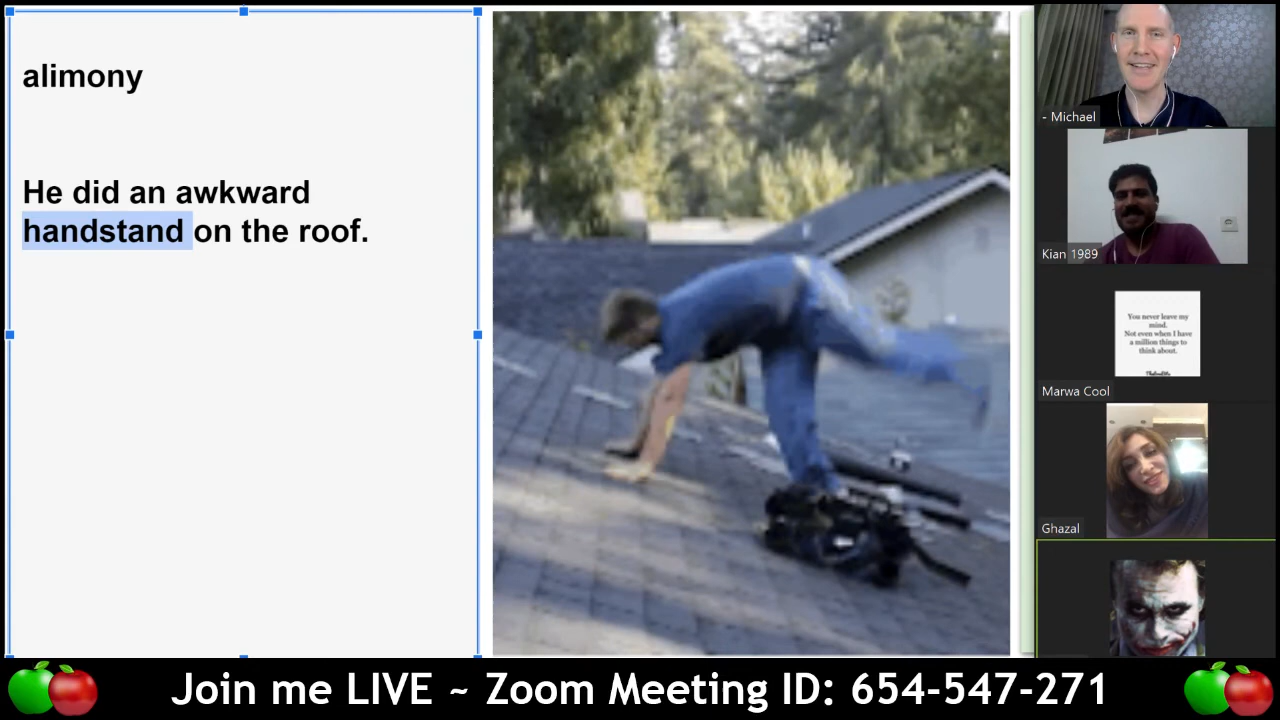 alimony
He did an awkward
handstand on the roof.
- Michael
Kian 1989
You never leave my
mind.
Not even when I have
a million things to
think about.
Marwa Cool
Ghazal
Join me LIVE ~ Zoom Meeting ID: 654-547-271